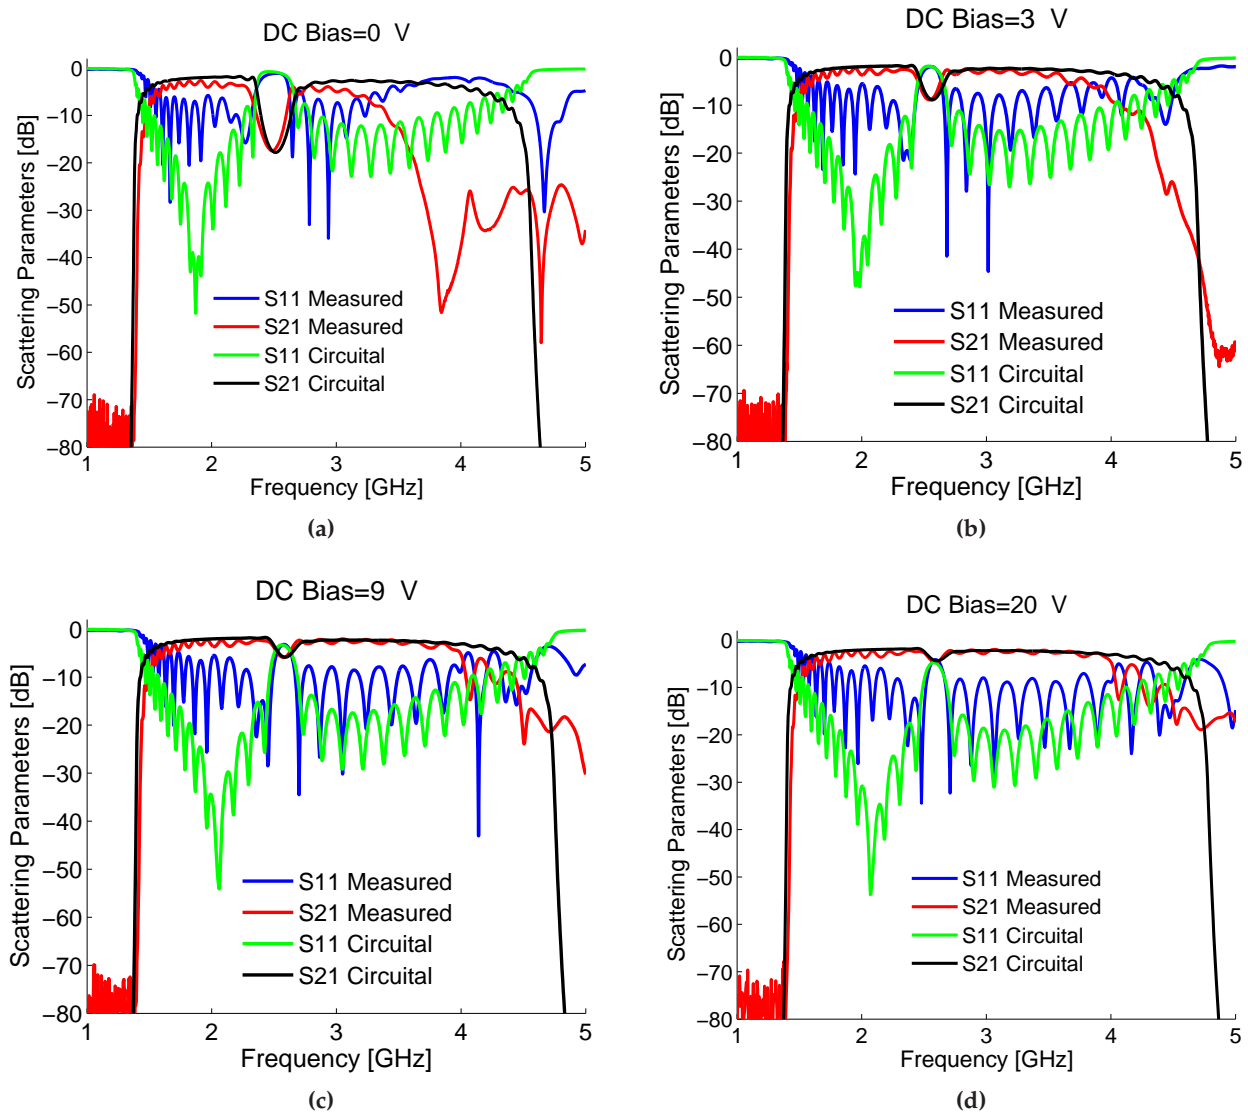 DC Bias=0 V
Scattering Parameters [dB]
0
−10
−20
−30
−40
−50
−60
−70
−80
S11 Measured
S21 Measured
S11 Circuital
S21 Circuital
1 2 3 4 5
Frequency [GHz]
(a)
DC Bias=3 V
Scattering Parameters [dB]
0
−10
−20
−30
−40
−50
−60
−70
−80
S11 Measured
S21 Measured
S11 Circuital
S21 Circuital
1 2 3 4 5
Frequency [GHz]
(b)
DC Bias=9 V
Scattering Parameters [dB]
0
−10
−20
−30
−40
−50
−60
−70
−80
S11 Measured
S21 Measured
S11 Circuital
S21 Circuital
1 2 3 4 5
Frequency [GHz]
(c)
DC Bias=20 V
Scattering Parameters [dB]
0
−10
−20
−30
−40
−50
−60
−70
−80
S11 Measured
S21 Measured
S11 Circuital
S21 Circuital
1 2 3 4 5
Frequency [GHz]
(d)